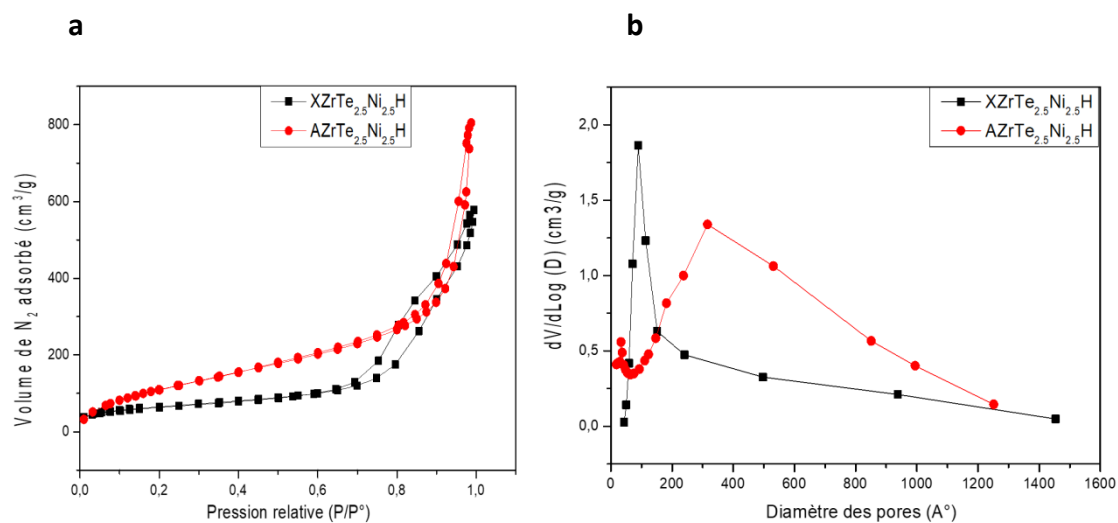 a
b
XZrTe2.5Ni2.5H
AZrTe2.5Ni2.5H
800
600
400
200
0
Volume de N2 adsorbé (cm3/g)
0,0 0,2 0,4 0,6 0,8 1,0
Pression relative (P/P°)
XZrTe2.5Ni2.5H
AZrTe2.5Ni2.5H
2,0
1,5
1,0
0,5
0,0
dV/dLog (D) (cm3/g)
0 200 400 600 800 1000 1200 1400 1600
Diamètre des pores (A°)